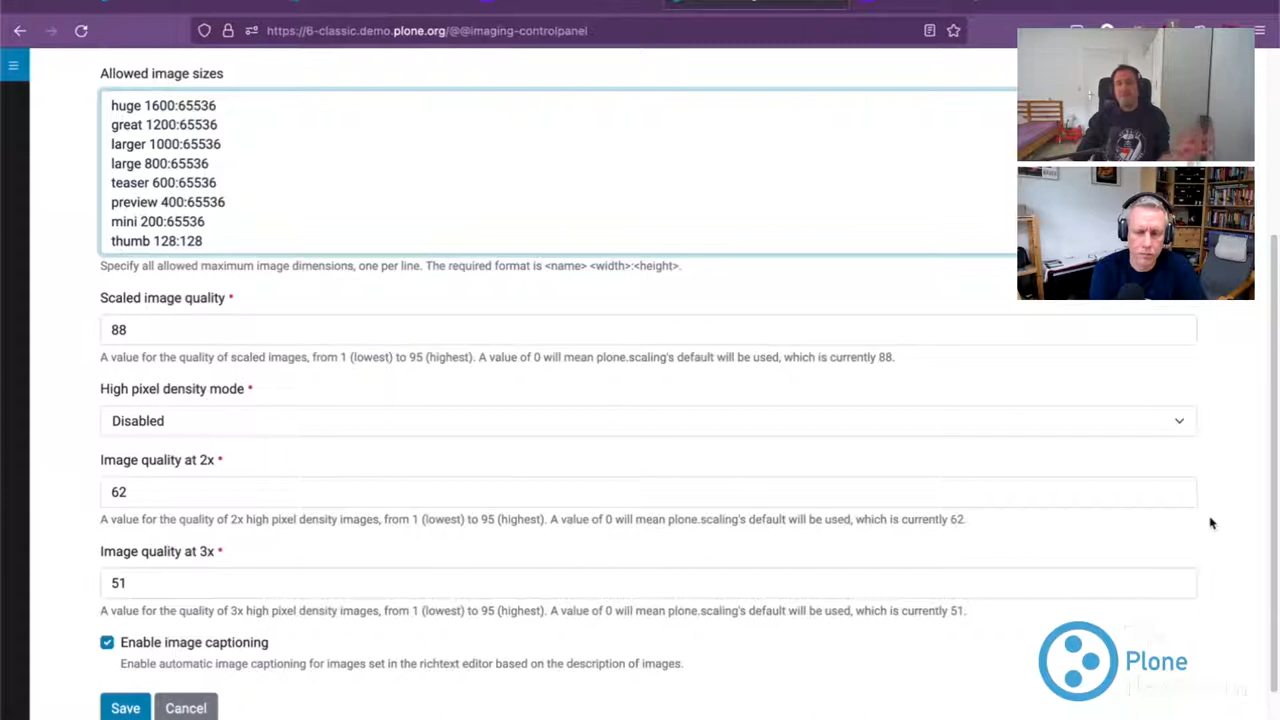 https://6-classic.demo.plone.org/@@imaging-controlpanel
Allowed image sizes
huge 1600:65536
great 1200:65536
larger 1000:65536
large 800:65536
teaser 600:65536
preview 400:65536
mini 200:65536
thumb 128:128
Specify all allowed maximum image dimensions, one per line. The required format is <name> <width>:<height>.
Scaled image quality *
88
A value for the quality of scaled images, from 1 (lowest) to 95 (highest). A value of 0 will mean plone.scaling's default will be used, which is currently 88.
High pixel density mode *
Disabled
Image quality at 2x *
62
A value for the quality of 2x high pixel density images, from 1 (lowest) to 95 (highest). A value of 0 will mean plone.scaling's default will be used, which is currently 62.
Image quality at 3x *
51
A value for the quality of 3x high pixel density images, from 1 (lowest) to 95 (highest). A value of 0 will mean plone.scaling's default will be used, which is currently 51.
Enable image captioning
Enable automatic image captioning for images set in the richtext editor based on the description of images.
Plone
Save
Cancel